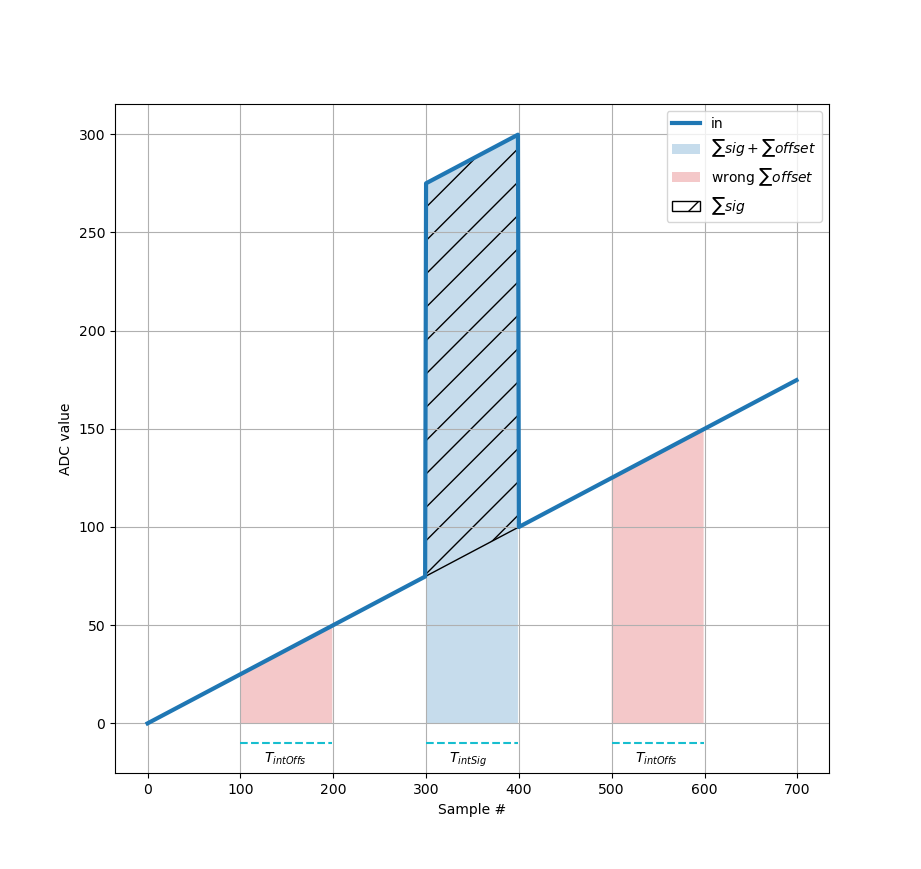 in
∑sig + ∑offset
wrong ∑offset
∑sig
300
250
200
150
100
50
0
ADC value
T_intOffs T_intSig T_intOffs
0 100 200 300 400 500 600 700
Sample #